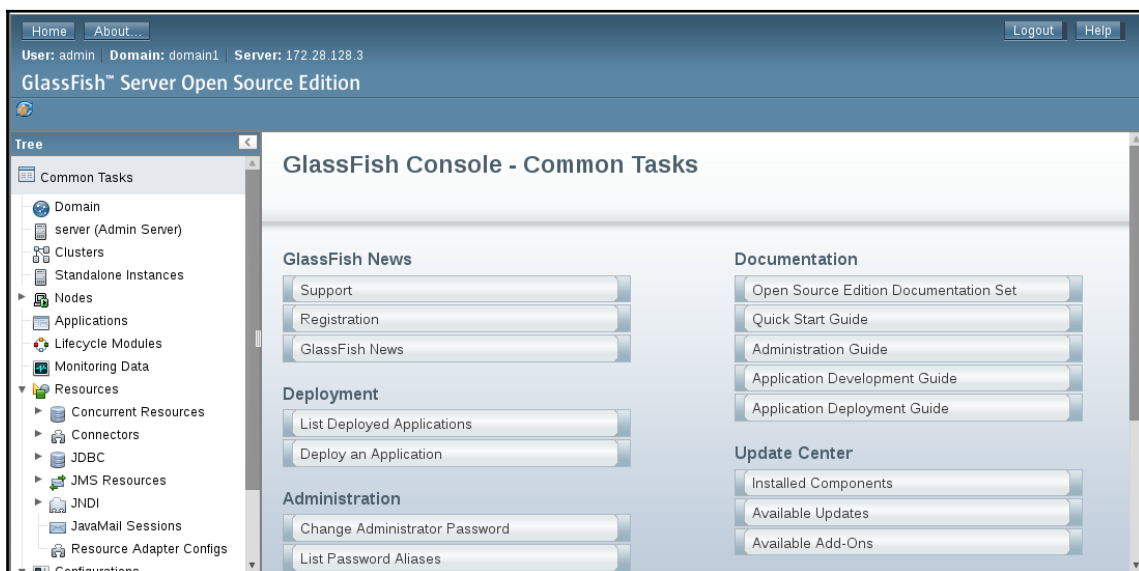 Home About... Logout Help
User: admin Domain: domain1 Server: 172.28.128.3
GlassFish™ Server Open Source Edition
Tree
Common Tasks
Domain
server (Admin Server)
Clusters
Standalone Instances
Nodes
Applications
Lifecycle Modules
Monitoring Data
Resources
Concurrent Resources
Connectors
JDBC
JMS Resources
JNDI
JavaMail Sessions
Resource Adapter Configs
Configurations
GlassFish Console - Common Tasks
GlassFish News
Support
Registration
GlassFish News
Deployment
List Deployed Applications
Deploy an Application
Administration
Change Administrator Password
List Password Aliases
Documentation
Open Source Edition Documentation Set
Quick Start Guide
Administration Guide
Application Development Guide
Application Deployment Guide
Update Center
Installed Components
Available Updates
Available Add-Ons